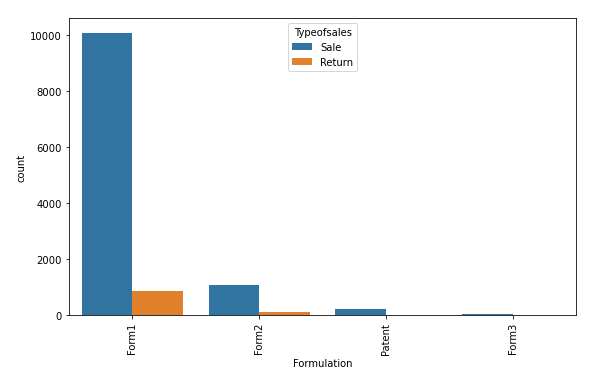 Typeofsales
Sale
Return
10000
8000
6000
4000
2000
0
count
Form1
Form2
Patent
Form3
Formulation